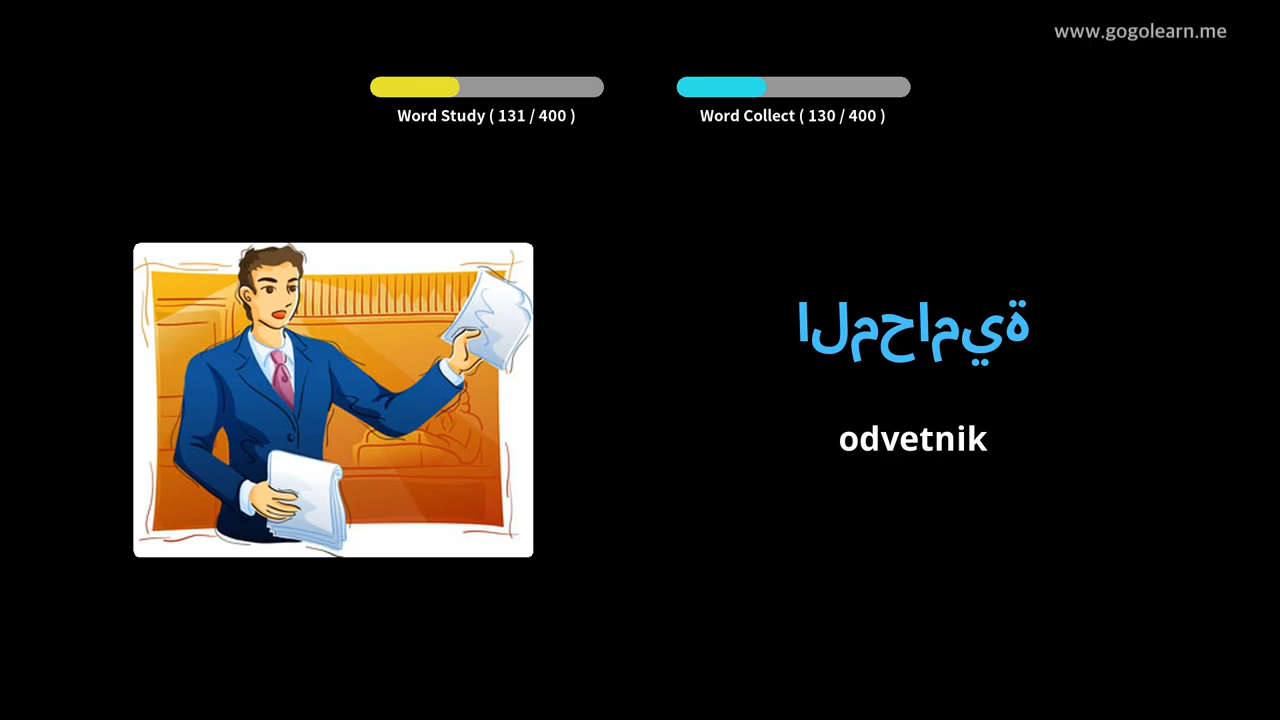 www.gogolearn.me
Word Study ( 131 / 400 )
Word Collect ( 130 / 400 )
المحامية
odvetnik